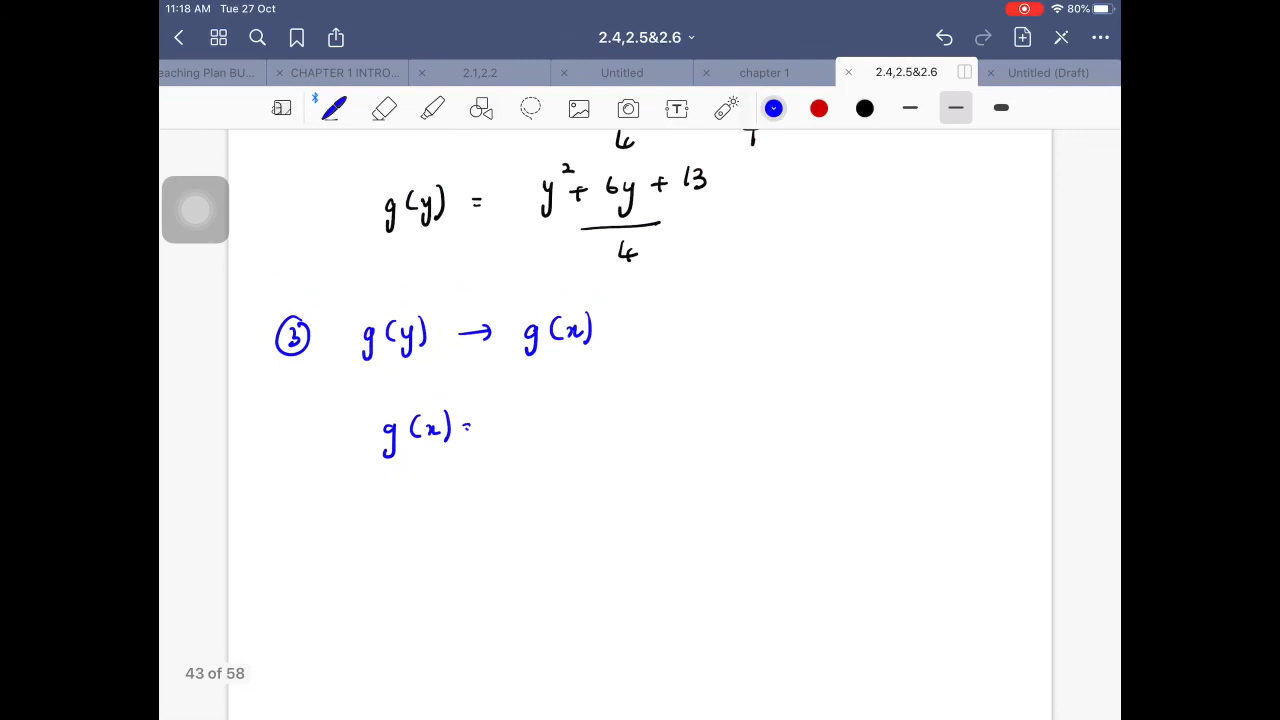 11:18 AM Tue 27 Oct 80%
2.4,2.5&2.6
eaching Plan BU... CHAPTER 1 INTRO... 2.1,2.2 Untitled chapter 1 2.4,2.5&2.6 Untitled (Draft)
T
4
g(y) = y² + 6y + 13
4
③ g(y) → g(x)
g(x) =
43 of 58